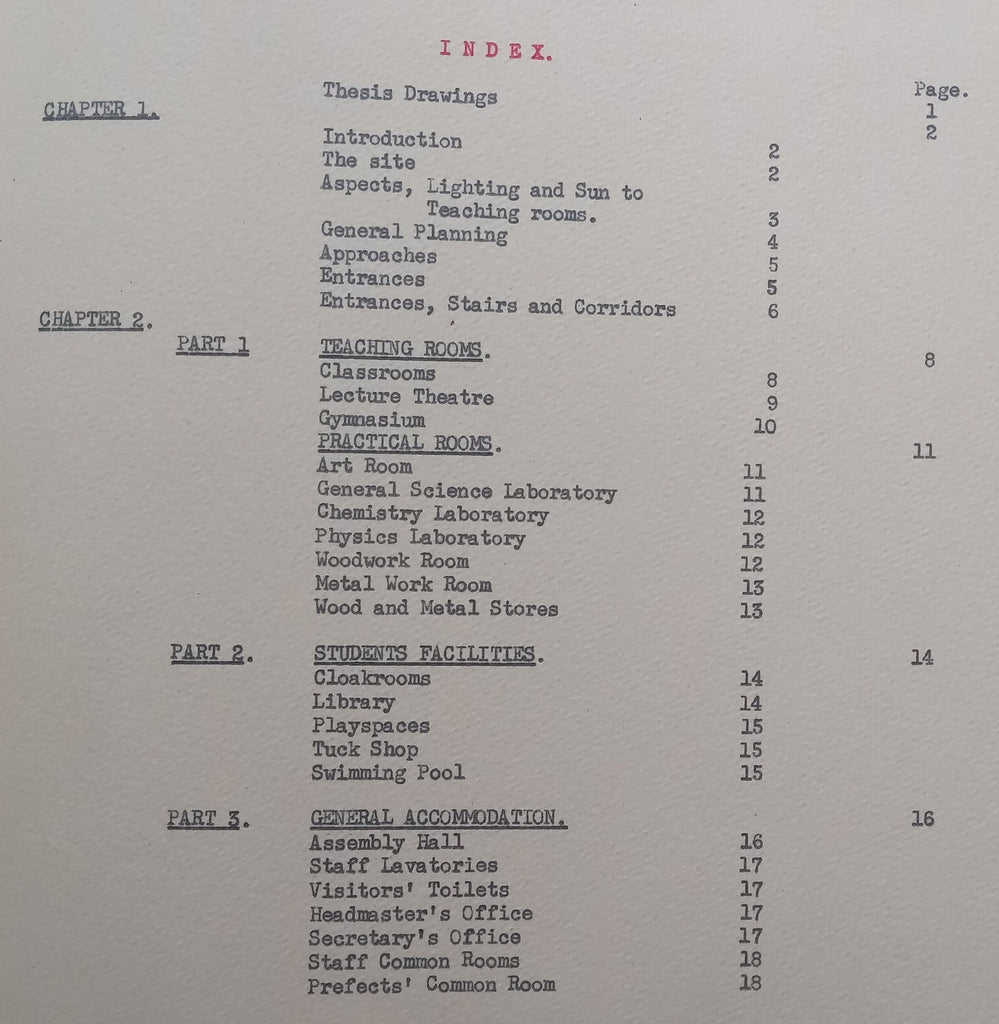 I N D E X.
Page.
Thesis Drawings 1
CHAPTER 1. 2
Introduction 2
The site 2
Aspects, Lighting and Sun to
Teaching rooms. 3
General Planning 4
Approaches 5
Entrances 5
Entrances, Stairs and Corridors 6
CHAPTER 2.
PART 1 TEACHING ROOMS. 8
Classrooms 8
Lecture Theatre 9
Gymnasium 10
PRACTICAL ROOMS. 11
Art Room 11
General Science Laboratory 11
Chemistry Laboratory 12
Physics Laboratory 12
Woodwork Room 12
Metal Work Room 13
Wood and Metal Stores 13
PART 2. STUDENTS FACILITIES. 14
Cloakrooms 14
Library 14
Playspaces 15
Tuck Shop 15
Swimming Pool 15
PART 3. GENERAL ACCOMMODATION. 16
Assembly Hall 16
Staff Lavatories 17
Visitors' Toilets 17
Headmaster's Office 17
Secretary's Office 17
Staff Common Rooms 18
Prefects' Common Room 18